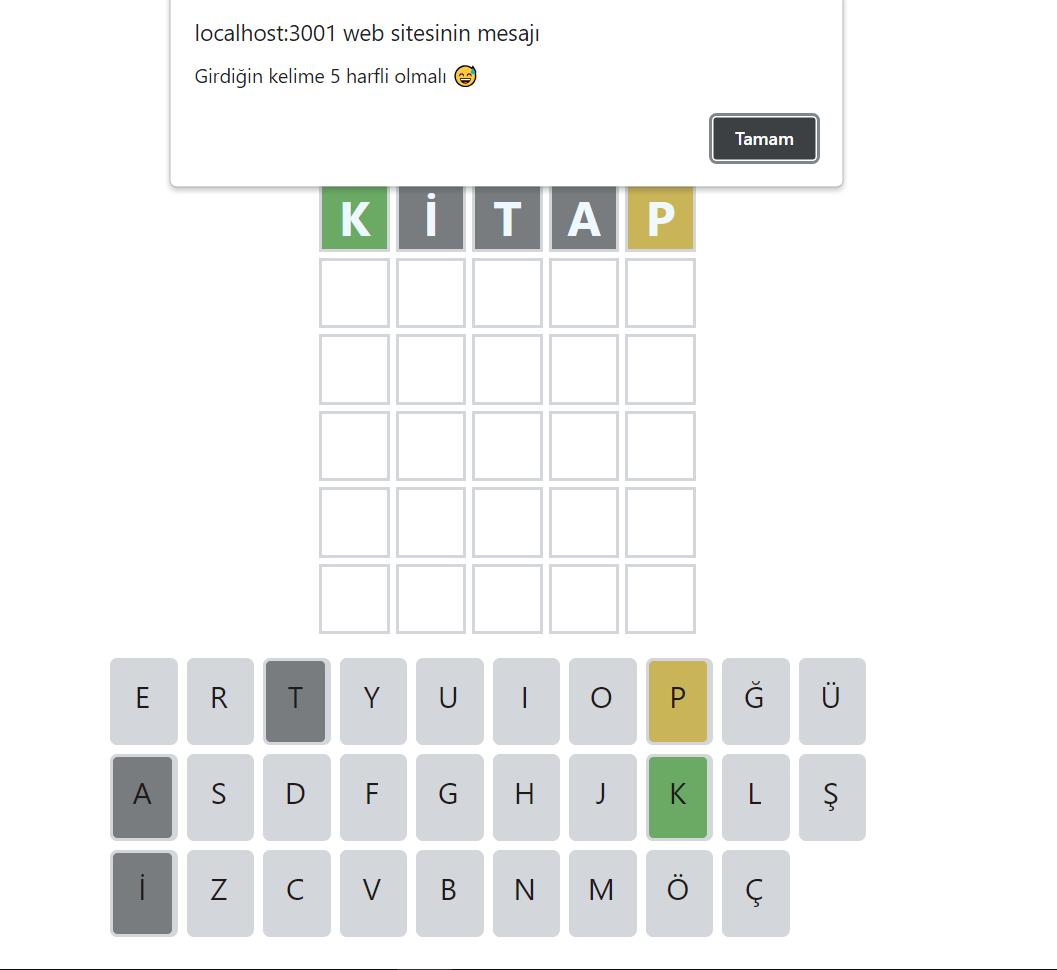 localhost:3001 web sitesinin mesajı
Girdiğin kelime 5 harfli olmalı 😅
Tamam
K İ T A P
E R T Y U I O P Ğ Ü
A S D F G H J K L Ş
İ Z C V B N M Ö Ç